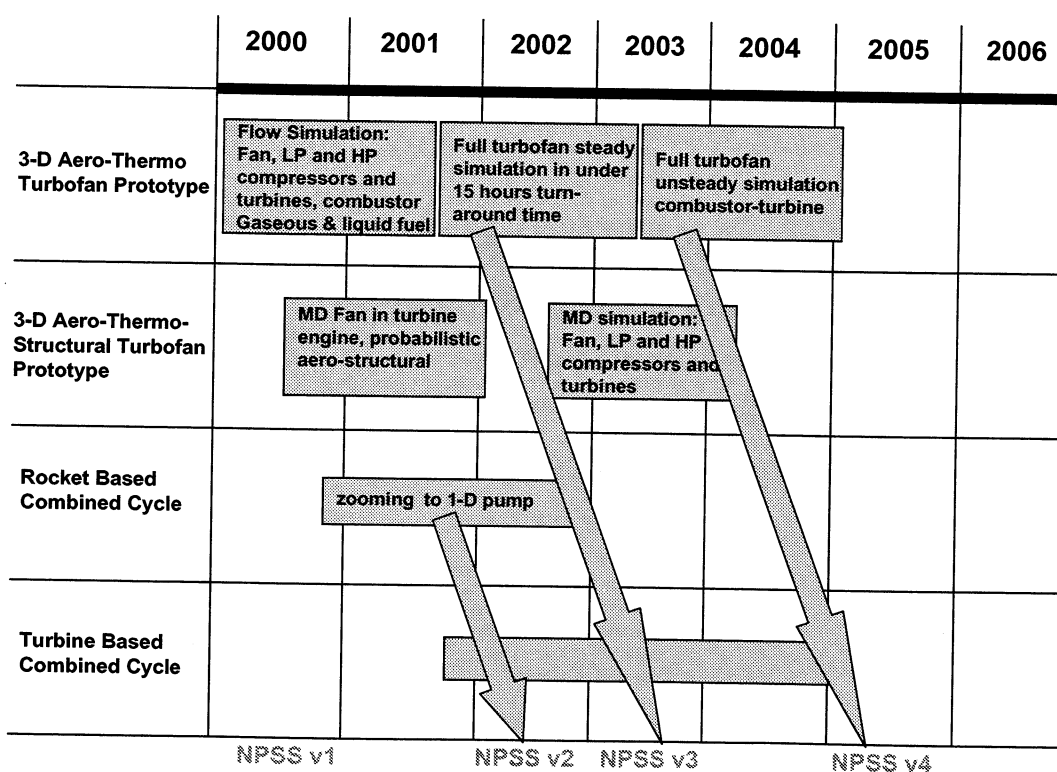 2000 2001 2002 2003 2004 2005 2006
3-D Aero-Thermo
Turbofan Prototype
Flow Simulation:
Fan, LP and HP
compressors and
turbines, combustor
Gaseous & liquid fuel
Full turbofan steady
simulation in under
15 hours turn-
around time
Full turbofan
unsteady simulation
combustor-turbine
3-D Aero-Thermo-
Structural Turbofan
Prototype
MD Fan in turbine
engine, probabilistic
aero-structural
MD simulation:
Fan, LP and HP
compressors and
turbines
Rocket Based
Combined Cycle
zooming to 1-D pump
Turbine Based
Combined Cycle
NPSS v1 NPSS v2 NPSS v3 NPSS v4